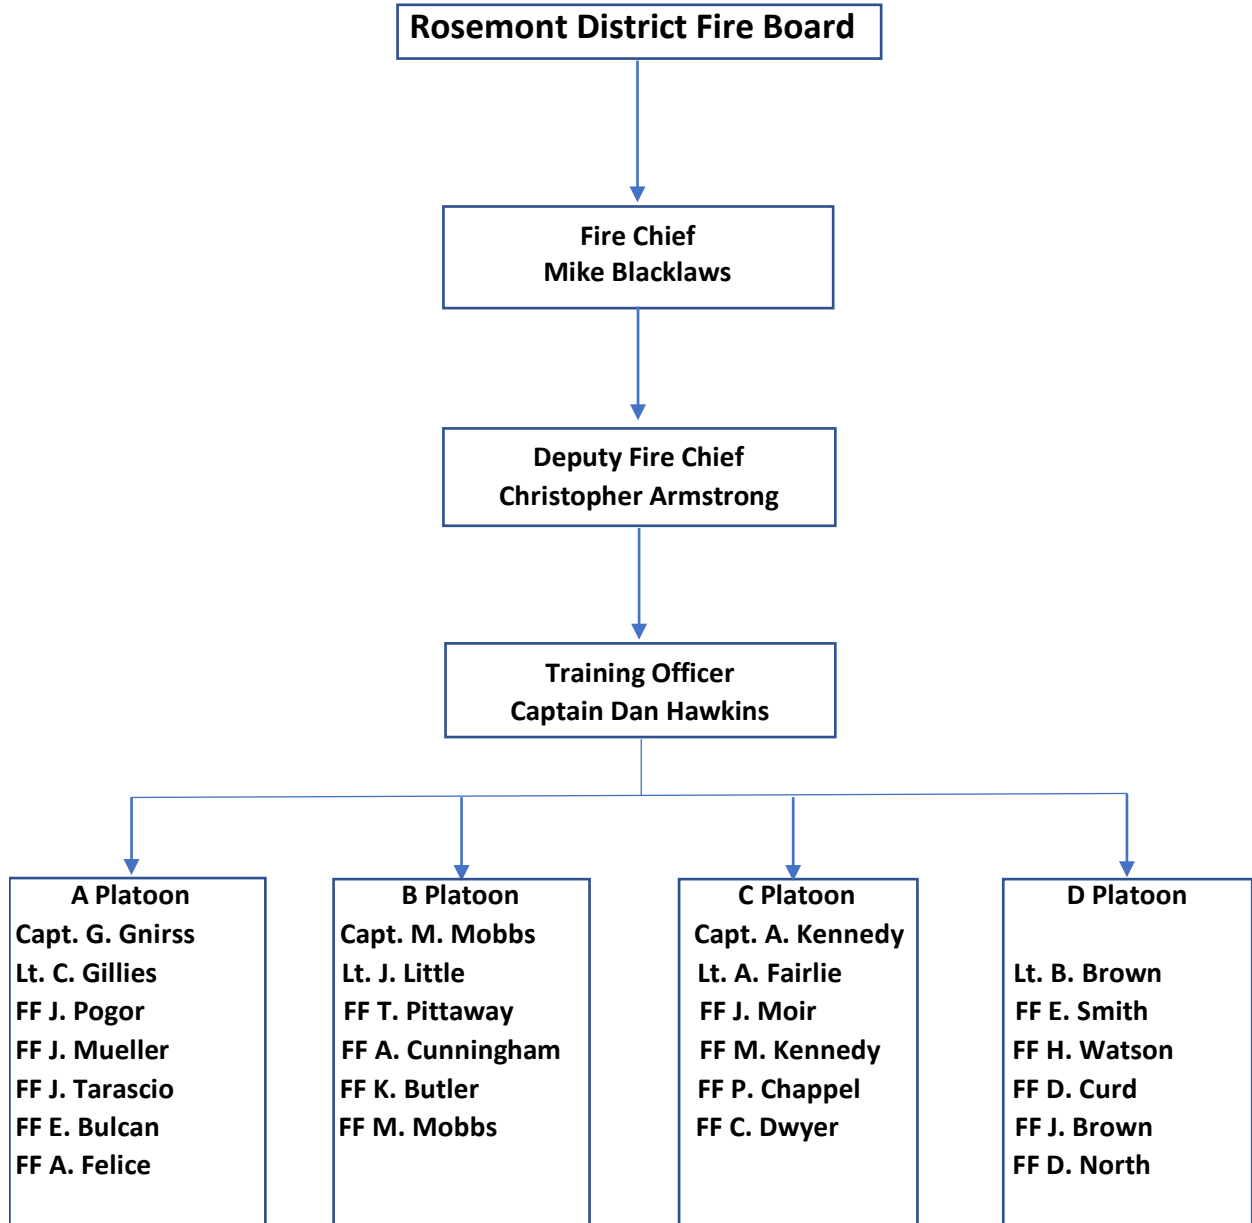 Rosemont District Fire Board
Fire Chief
Mike Blacklaws
Deputy Fire Chief
Christopher Armstrong
Training Officer
Captain Dan Hawkins
A Platoon
Capt. G. Gnirss
Lt. C. Gillies
FF J. Pogor
FF J. Mueller
FF J. Tarascio
FF E. Bulcan
FF A. Felice
B Platoon
Capt. M. Mobbs
Lt. J. Little
FF T. Pittaway
FF A. Cunningham
FF K. Butler
FF M. Mobbs
C Platoon
Capt. A. Kennedy
Lt. A. Fairlie
FF J. Moir
FF M. Kennedy
FF P. Chappel
FF C. Dwyer
D Platoon
Lt. B. Brown
FF E. Smith
FF H. Watson
FF D. Curd
FF J. Brown
FF D. North